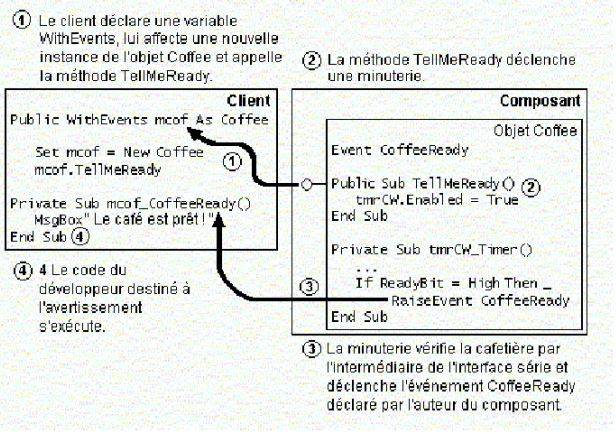 ① Le client déclare une variable
WithEvents, lui affecte une nouvelle
instance de l'objet Coffee et appelle
la méthode TellMeReady.
② La méthode TellMeReady déclenche
une minuterie.
Client
Public WithEvents mcof As Coffee
Set mcof = New Coffee
①
mcof.TellMeReady
Private Sub mcof_CoffeeReady()
MsgBox" Le café est prêt!"
End Sub ④
④ 4 Le code du
développeur destiné à
l'avertissement
s'exécute.
Composant
Objet Coffee
Event CoffeeReady
Public Sub TellMeReady()
②
tmrCW.Enabled = True
End Sub
Private Sub tmrCW_Timer()
...
If ReadyBit = High Then _
③
RaiseEvent CoffeeReady
End Sub
③ La minuterie vérifie la cafetière par
l'intermédiaire de l'interface série et
déclenche l'événement CoffeeReady
déclaré par l'auteur du composant.